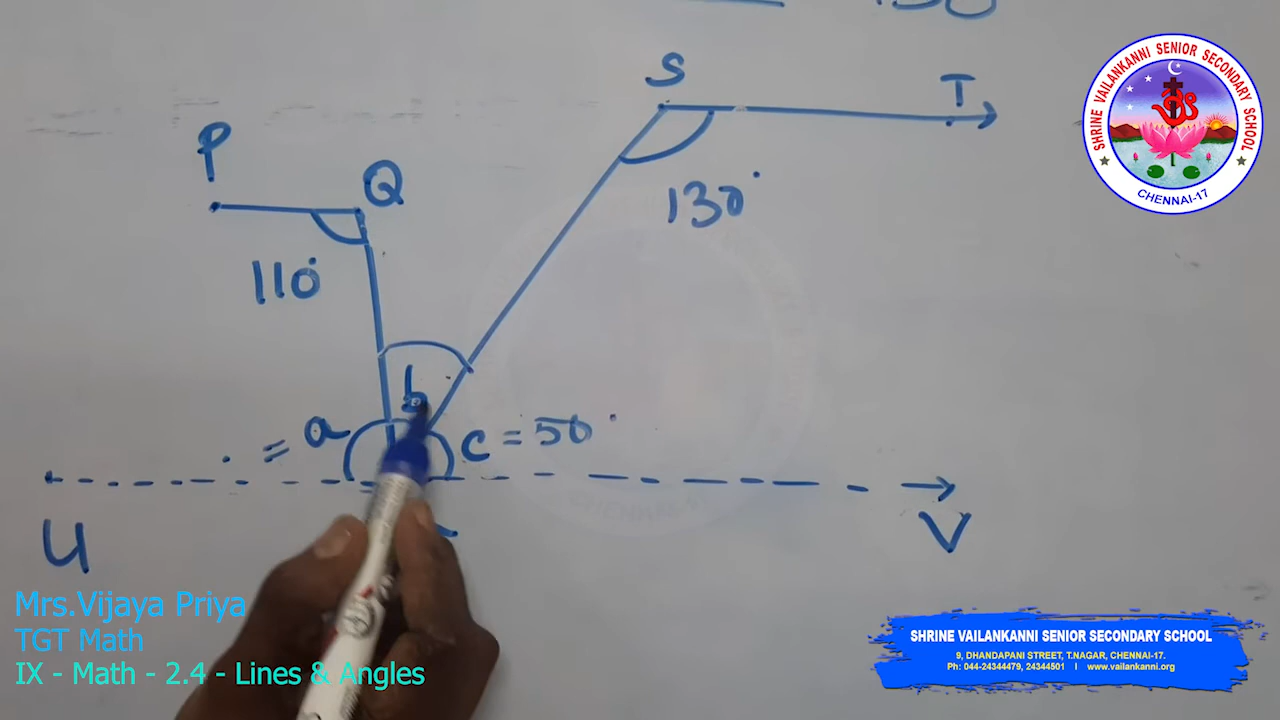 130
S
T
P
Q
130°
110°
b
= a
c = 50°
U
V
Mrs.Vijaya Priya
TGT Math
IX - Math - 2.4 - Lines & Angles
SHRINE VAILANKANNI SENIOR SECONDARY SCHOOL
CHENNAI-17
SHRINE VAILANKANNI SENIOR SECONDARY SCHOOL
9, DHANDAPANI STREET, T.NAGAR, CHENNAI-17.
Ph: 044-24344479, 24344501 I www.vailankanni.org